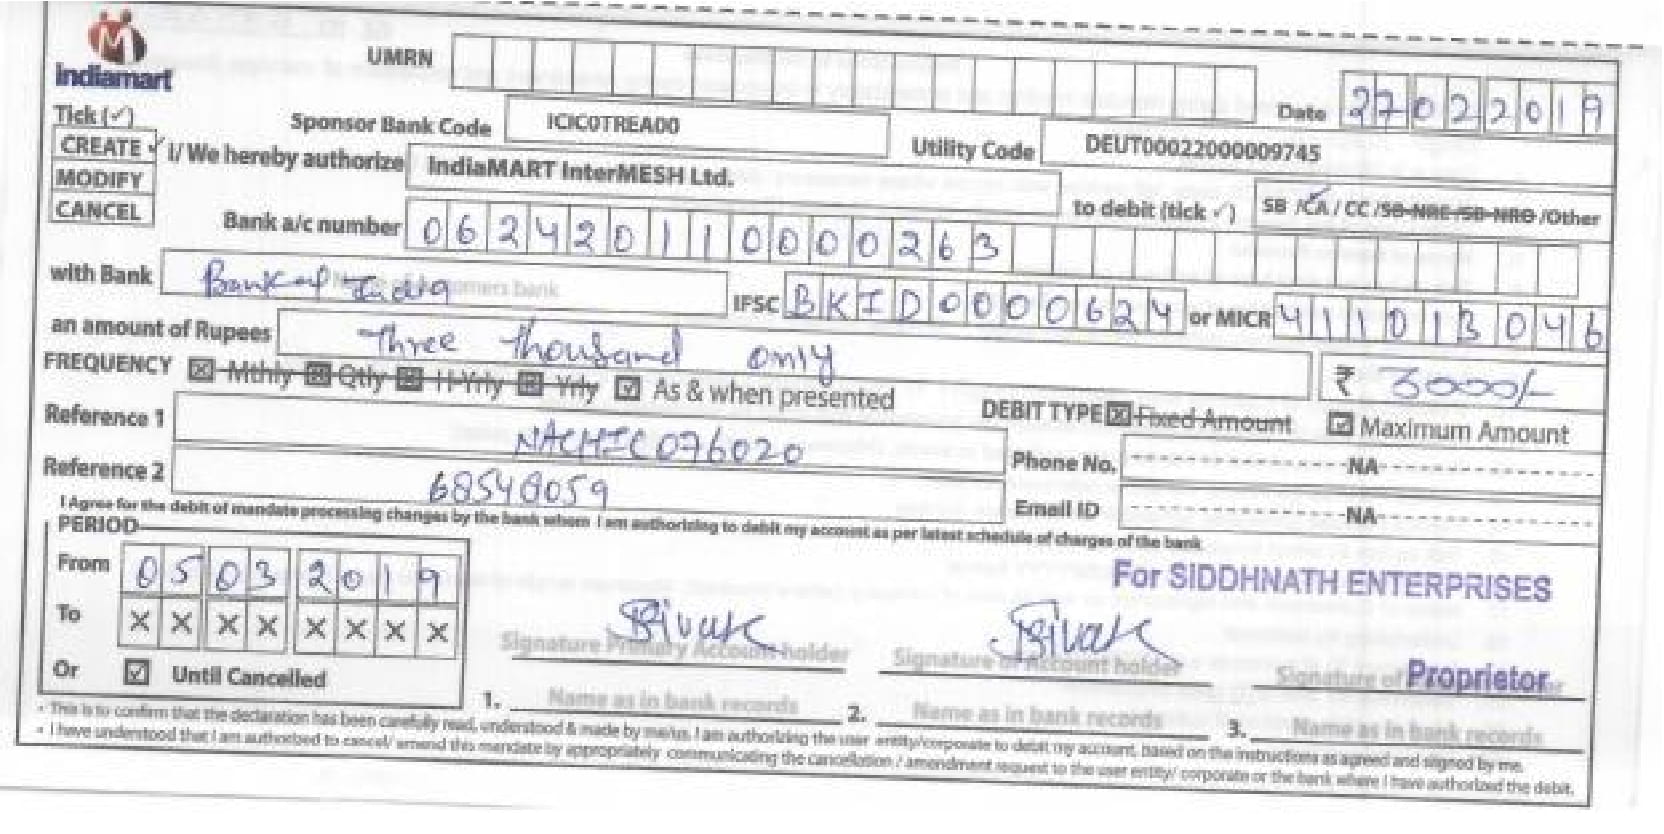 indiamart
UMRN
Date 27022019
Tick (✓)
Sponsor Bank Code ICIC0TREA00 Utility Code DEUT00022000009745
CREATE ✓ I/ We hereby authorize IndiaMART InterMESH Ltd. to debit (tick ✓) SB /CA / CC /SB-NRE /SB-NRO /Other
MODIFY
CANCEL
Bank a/c number 062420110000263
with Bank Bank of India IFSC BKID0000624 or MICR 411013046
an amount of Rupees Three thousand only ₹ 3000/-
FREQUENCY Mthly Qtly H-Yrly Yrly ✓ As & when presented DEBIT TYPE Fixed Amount ✓ Maximum Amount
Reference 1 NACHIC076020 Phone No. NA
Reference 2 68548059 Email ID NA
I Agree for the debit of mandate processing charges by the bank whom I am authorizing to debit my account as per latest schedule of charges of the bank
PERIOD
From 05032019
For SIDDHNATH ENTERPRISES
To X X X X X X X X
Signature Primary Account holder Signature of Account holder Signature of Proprietor
Or ✓ Until Cancelled
1. Name as in bank records 2. Name as in bank records 3. Name as in bank records
• This is to confirm that the declaration has been carefully read, understood & made by me/us. I am authorizing the user entity/corporate to debit my account, based on the instructions as agreed and signed by me.
• I have understood that I am authorised to cancel/ amend this mandate by appropriately communicating the cancellation / amendment request to the user entity/ corporate or the bank where I have authorized the debit.